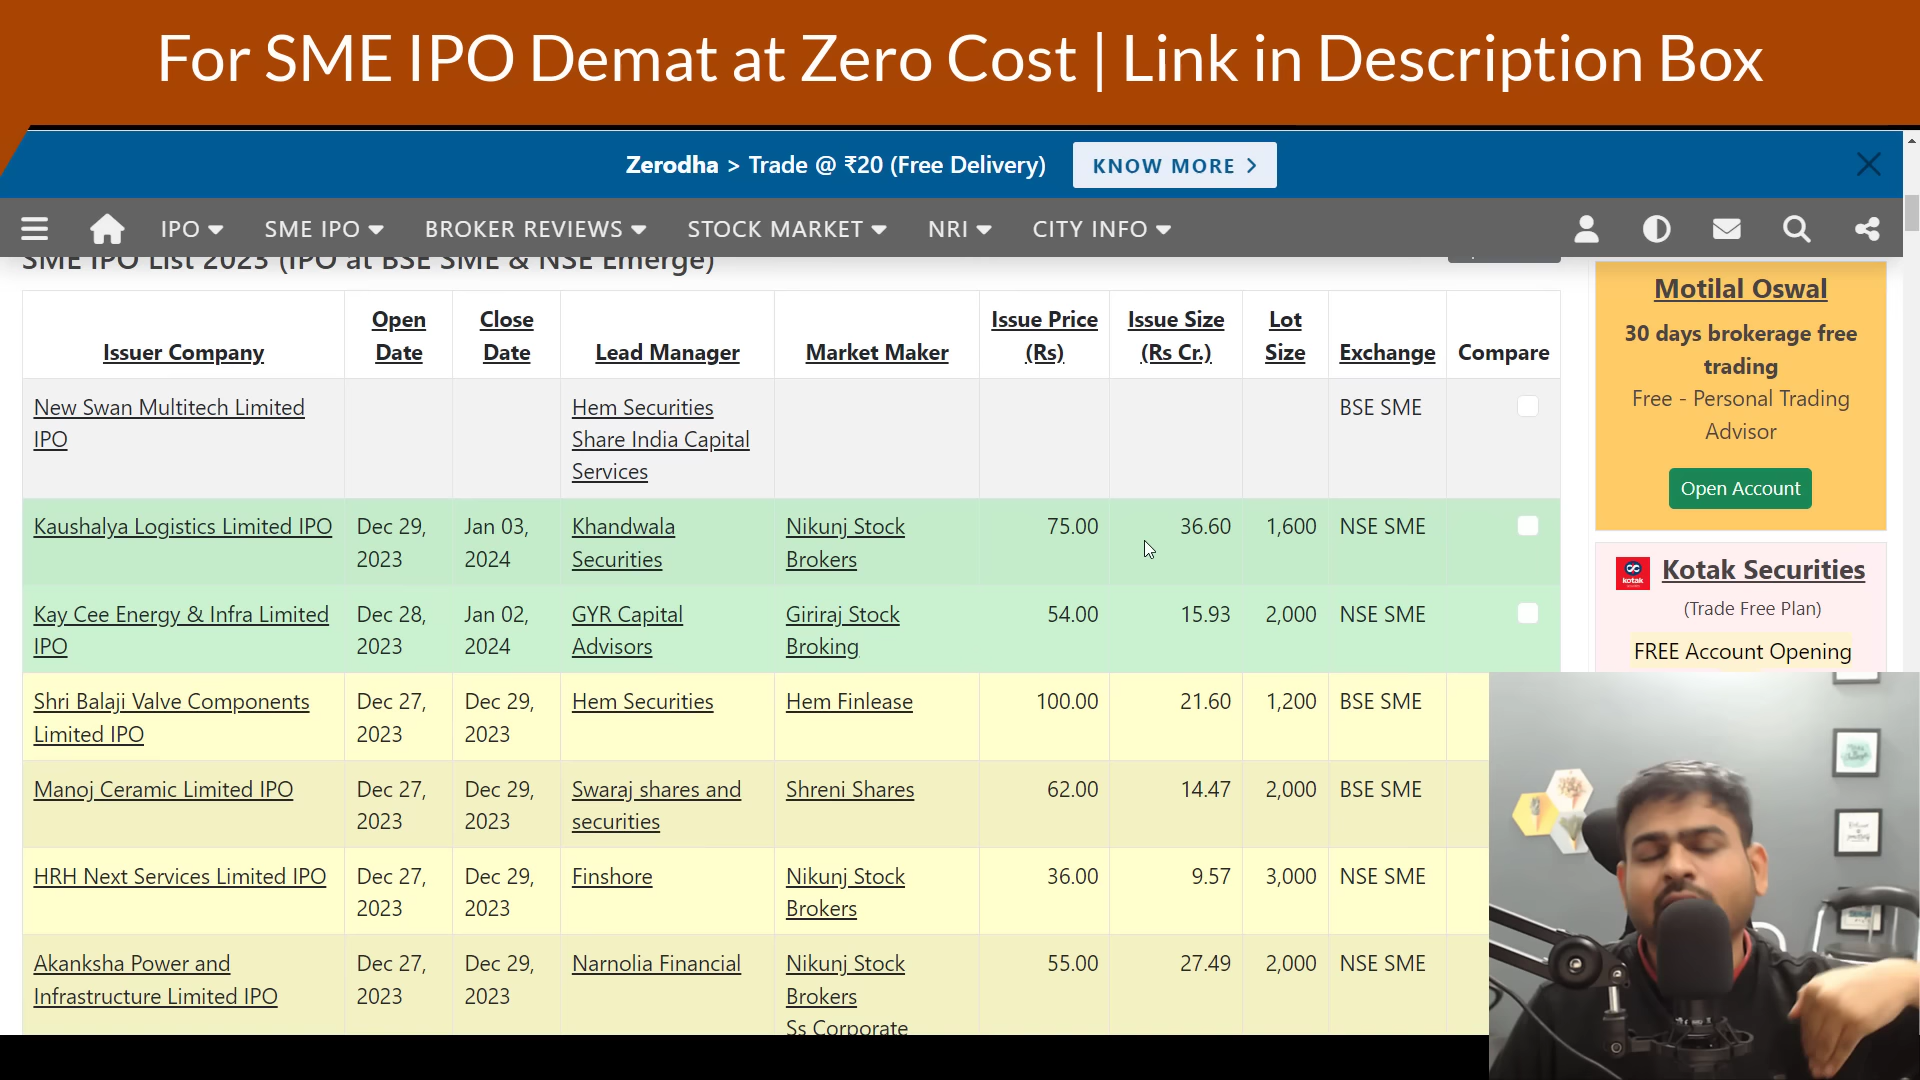 For SME IPO Demat at Zero Cost | Link in Description Box
Zerodha > Trade @ ₹20 (Free Delivery)
KNOW MORE >
IPO
SME IPO
BROKER REVIEWS
STOCK MARKET
NRI
CITY INFO
SME IPO List 2023 (IPO at BSE SME & NSE Emerge)
Issuer Company
Open
Date
Close
Date
Lead Manager
Market Maker
Issue Price
(Rs)
Issue Size
(Rs Cr.)
Lot
Size
Exchange
Compare
New Swan Multitech Limited
IPO
Hem Securities
Share India Capital
Services
BSE SME
Kaushalya Logistics Limited IPO
Dec 29,
2023
Jan 03,
2024
Khandwala
Securities
Nikunj Stock
Brokers
75.00
36.60
1,600
NSE SME
Kay Cee Energy & Infra Limited
IPO
Dec 28,
2023
Jan 02,
2024
GYR Capital
Advisors
Giriraj Stock
Broking
54.00
15.93
2,000
NSE SME
Shri Balaji Valve Components
Limited IPO
Dec 27,
2023
Dec 29,
2023
Hem Securities
Hem Finlease
100.00
21.60
1,200
BSE SME
Manoj Ceramic Limited IPO
Dec 27,
2023
Dec 29,
2023
Swaraj shares and
securities
Shreni Shares
62.00
14.47
2,000
BSE SME
HRH Next Services Limited IPO
Dec 27,
2023
Dec 29,
2023
Finshore
Nikunj Stock
Brokers
36.00
9.57
3,000
NSE SME
Akanksha Power and
Infrastructure Limited IPO
Dec 27,
2023
Dec 29,
2023
Narnolia Financial
Nikunj Stock
Brokers
Ss Corporate
55.00
27.49
2,000
NSE SME
Motilal Oswal
30 days brokerage free
trading
Free - Personal Trading
Advisor
Open Account
kotak
Kotak Securities
(Trade Free Plan)
FREE Account Opening